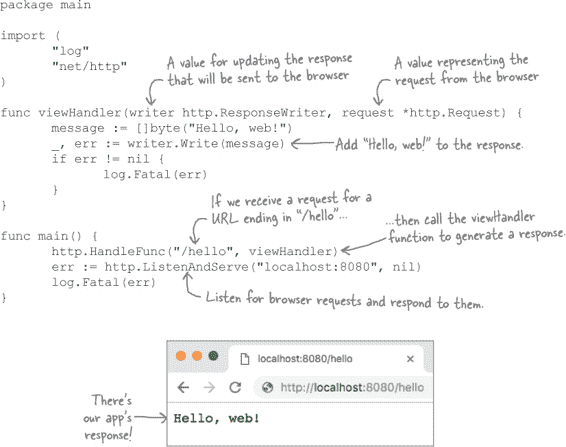 package main
import (
"log"
"net/http"
)
A value for updating the response
that will be sent to the browser
A value representing the
request from the browser
func viewHandler(writer http.ResponseWriter, request *http.Request) {
message := []byte("Hello, web!")
_, err := writer.Write(message)
Add “Hello, web!” to the response.
if err != nil {
log.Fatal(err)
}
}
If we receive a request for a
URL ending in “/hello”...
...then call the viewHandler
function to generate a response.
func main() {
http.HandleFunc("/hello", viewHandler)
err := http.ListenAndServe("localhost:8080", nil)
log.Fatal(err)
}
Listen for browser requests and respond to them.
localhost:8080/hello
http://localhost:8080/hello
There’s
our app’s
response!
Hello, web!